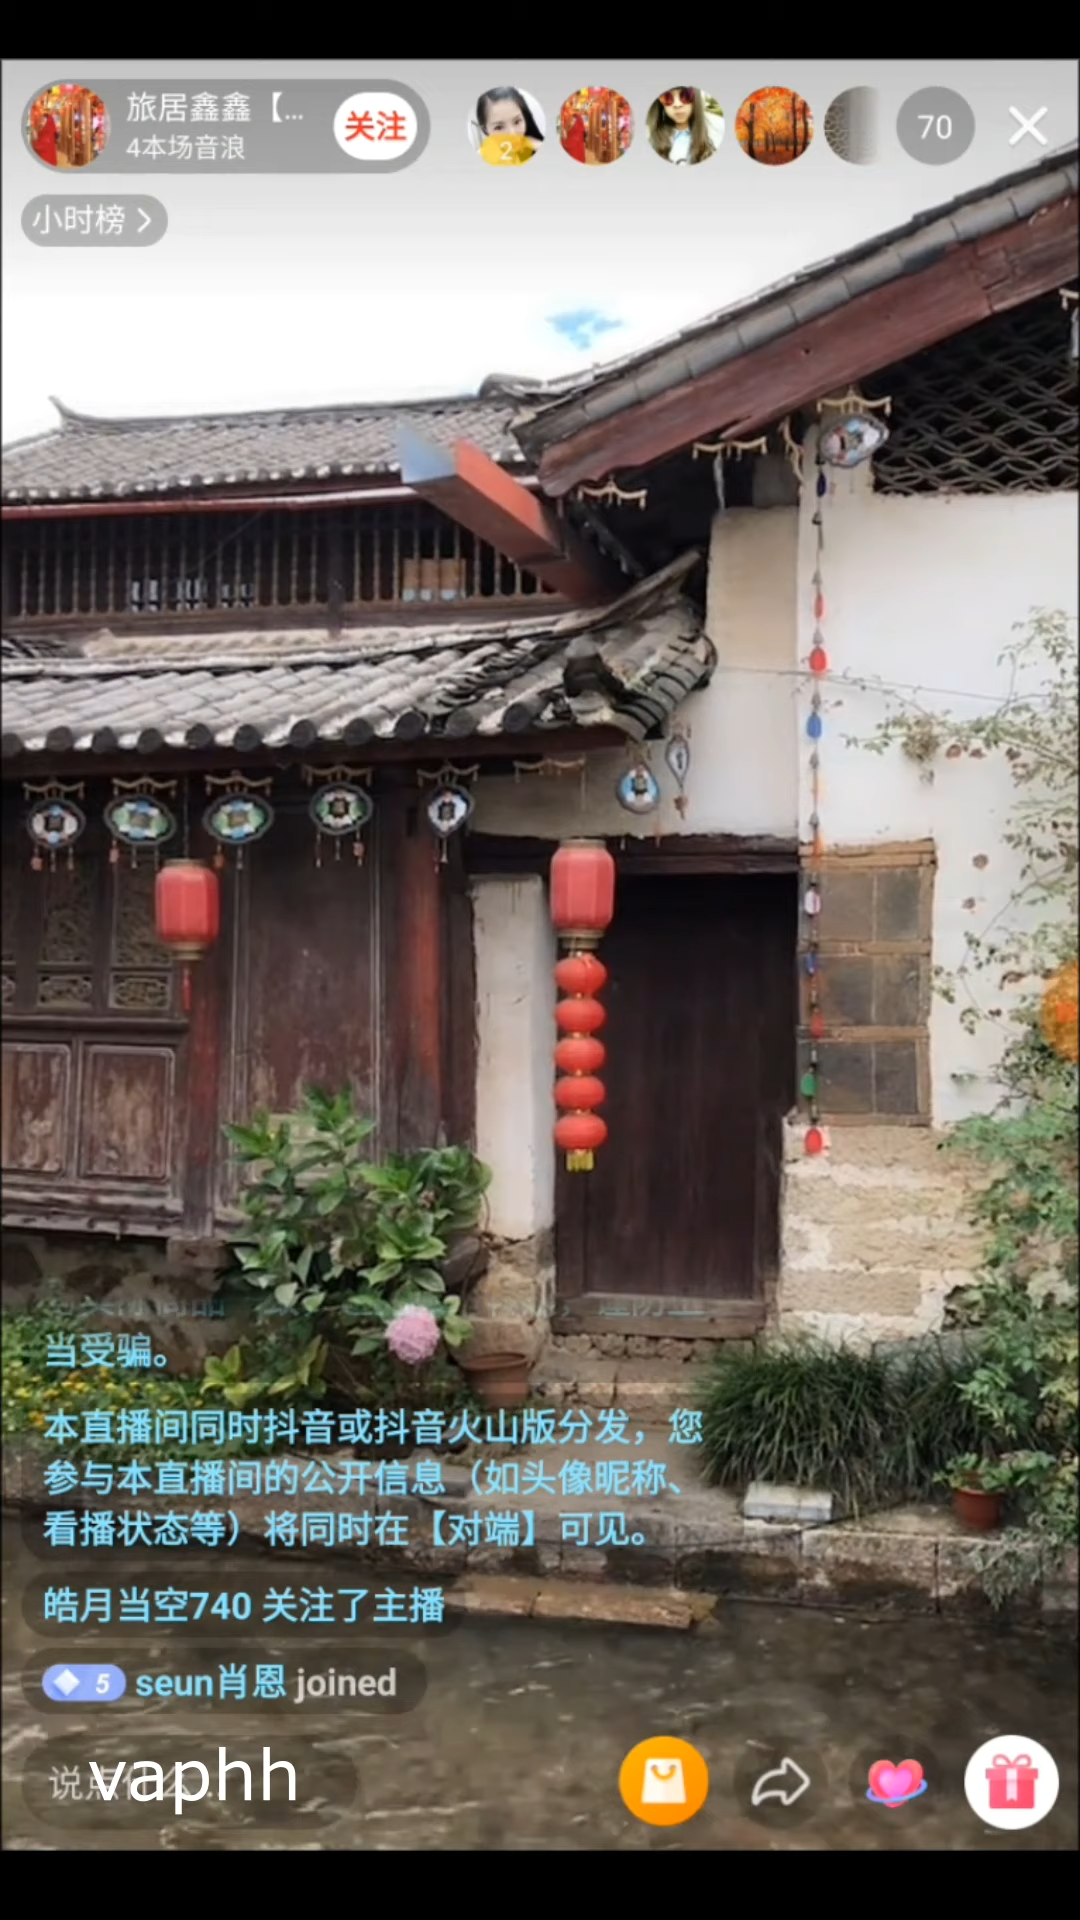 旅居鑫鑫【...
4本场音浪
关注
2
70
小时榜
当受骗。
本直播间同时抖音或抖音火山版分发，您
参与本直播间的公开信息（如头像昵称、
看播状态等）将同时在【对端】可见。
皓月当空740 关注了主播
5 seun肖恩 joined
vaphh